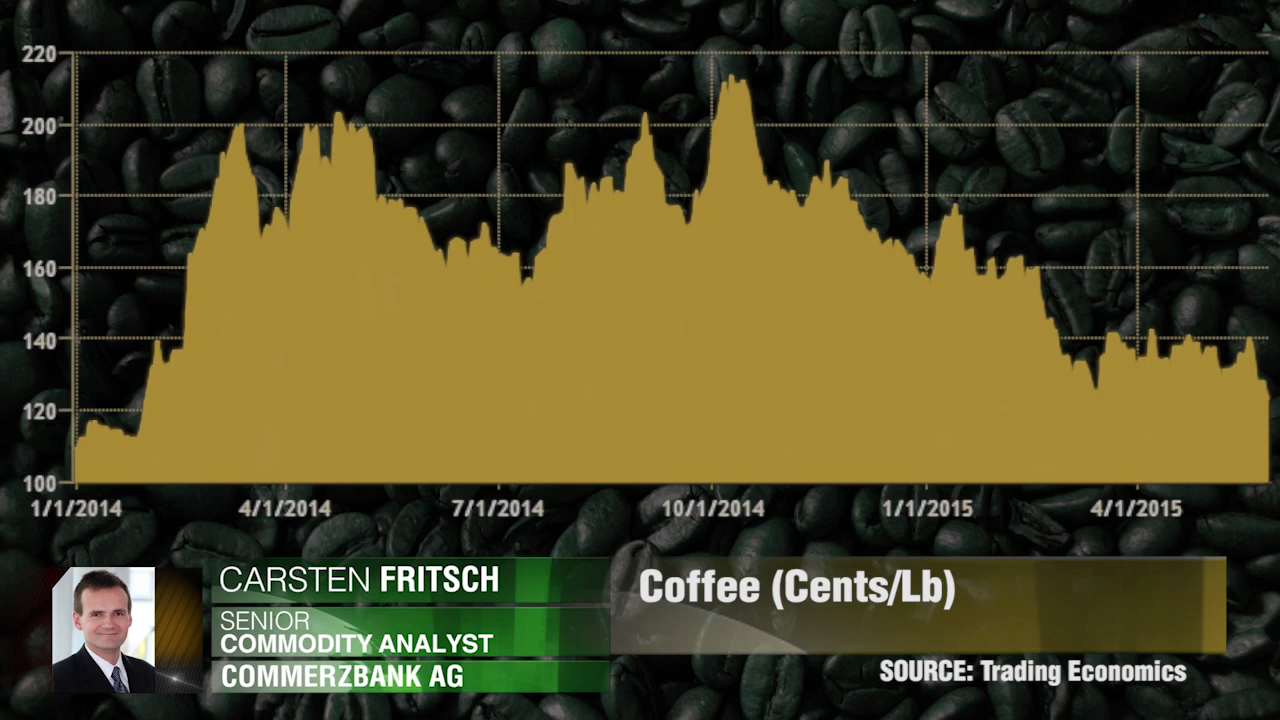 220
200
180
160
140
120
100
1/1/2014 4/1/2014 7/1/2014 10/1/2014 1/1/2015 4/1/2015
CARSTEN FRITSCH
SENIOR
COMMODITY ANALYST
COMMERZBANK AG
Coffee (Cents/Lb)
SOURCE: Trading Economics